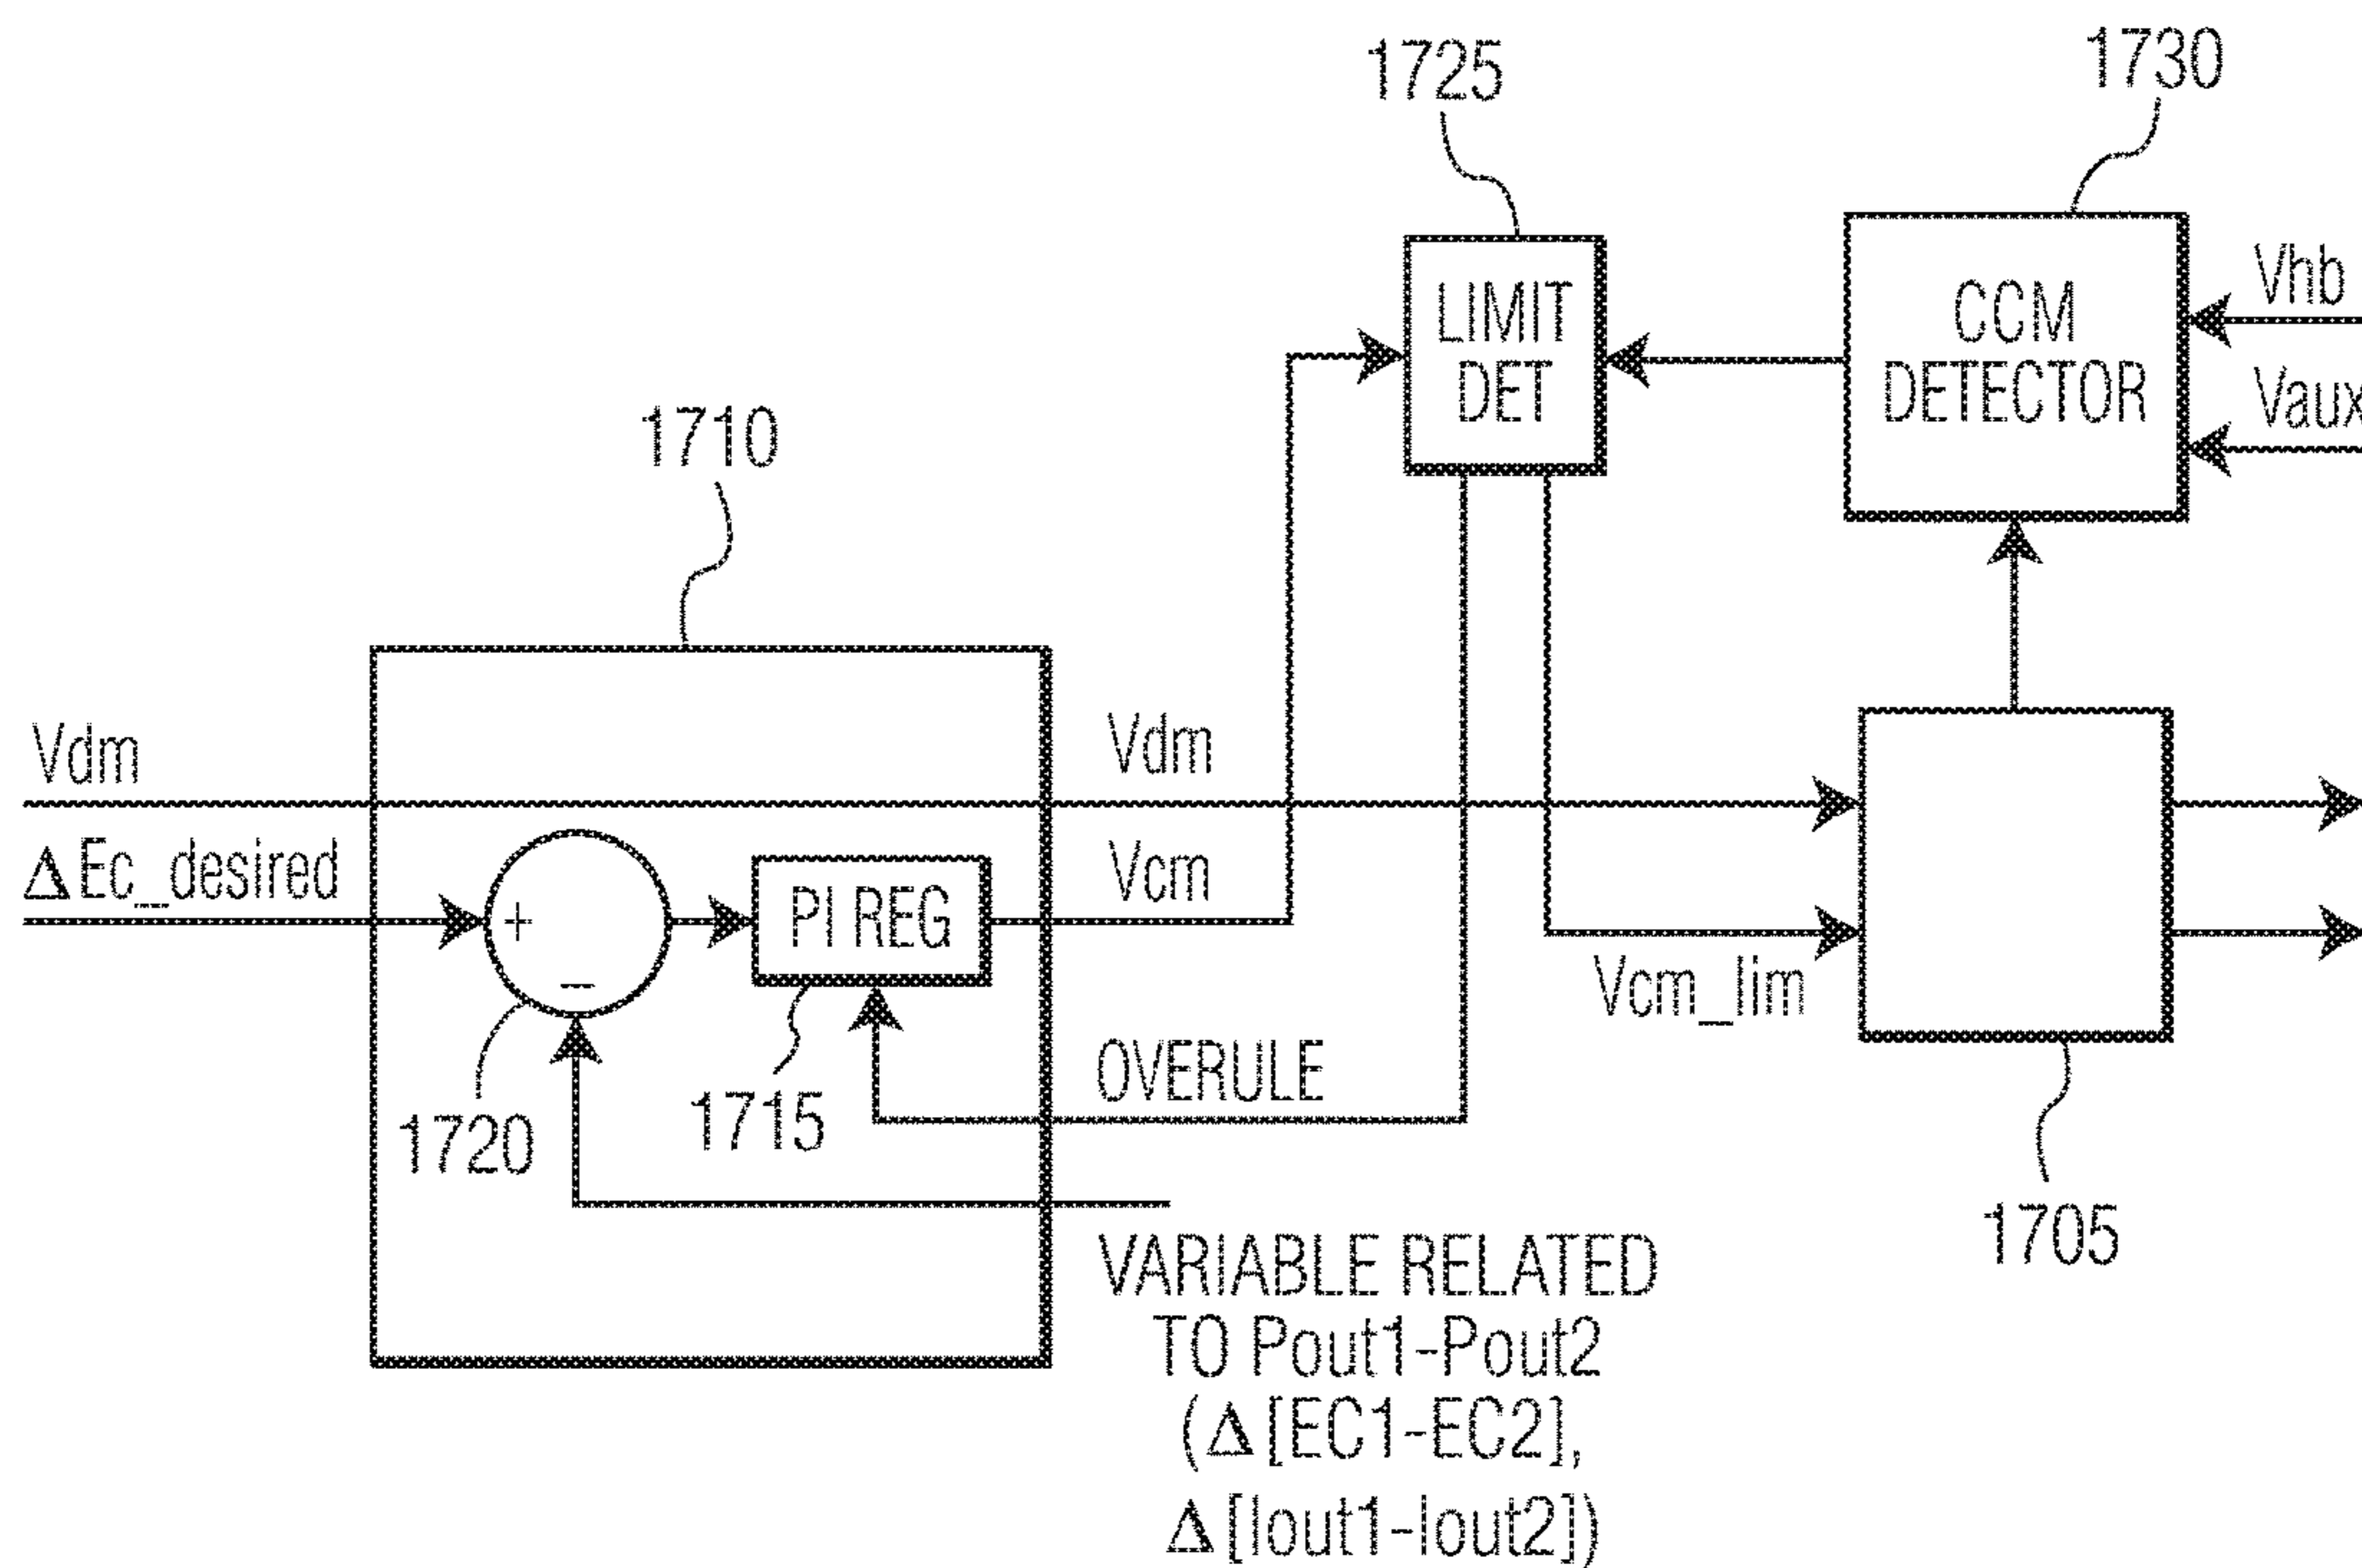 1725
1730
LIMIT
DET
CCM
DETECTOR
Vhb
Vaux
1710
Vdm
Vdm
ΔEc_desired
+
−
PI REG
Vcm
Vcm_lim
1720
1715
OVERULE
1705
VARIABLE RELATED
TO Pout1-Pout2
(Δ[EC1-EC2],
Δ[Iout1-Iout2])